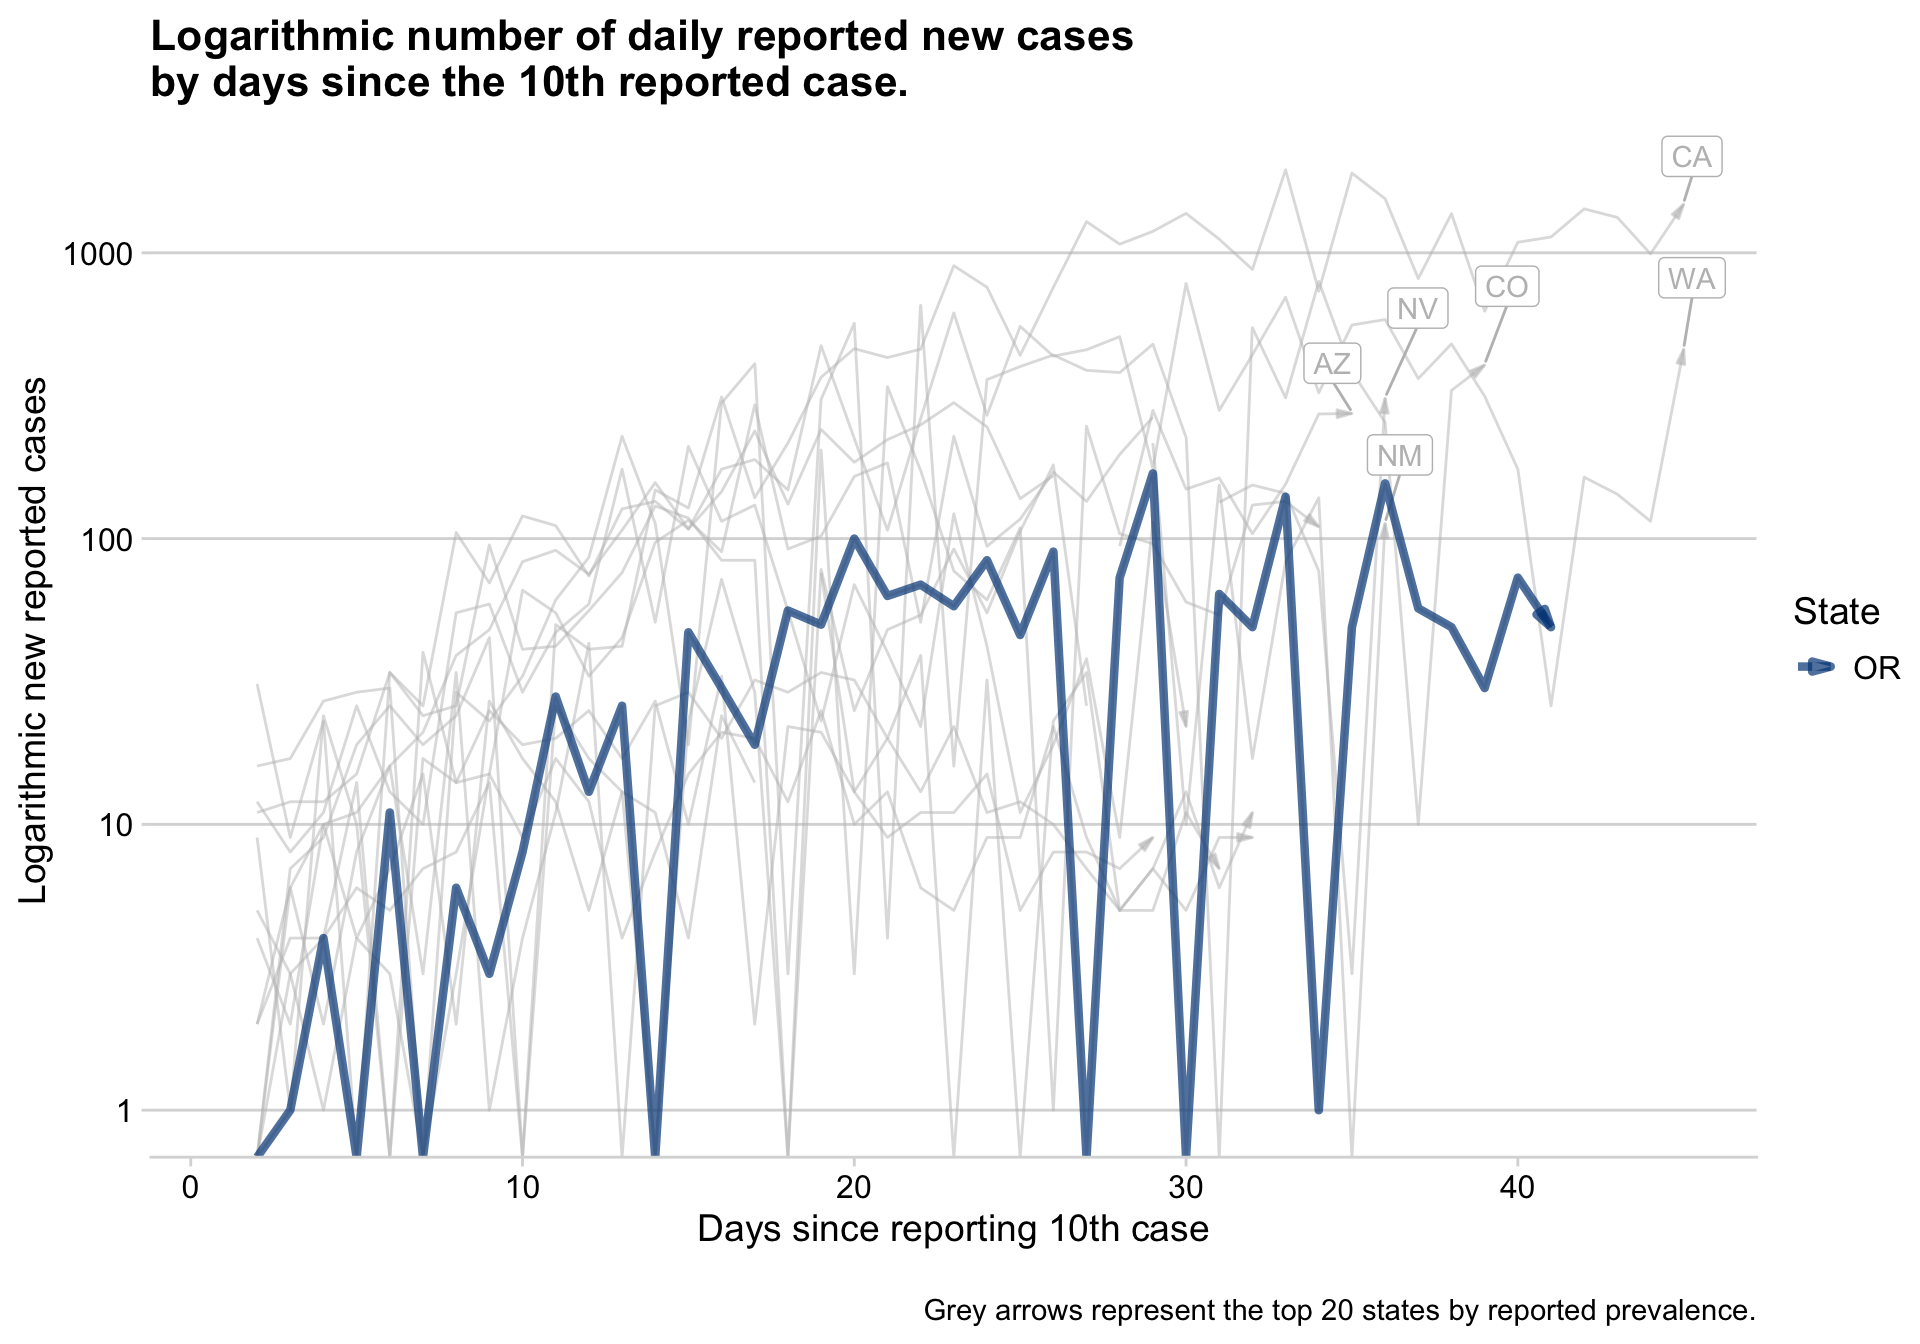 Logarithmic number of daily reported new cases
by days since the 10th reported case.
CA
WA
CO
NV
AZ
NM
Logarithmic new reported cases
1000
100
10
1
0
10
20
30
40
Days since reporting 10th case
State
OR
Grey arrows represent the top 20 states by reported prevalence.